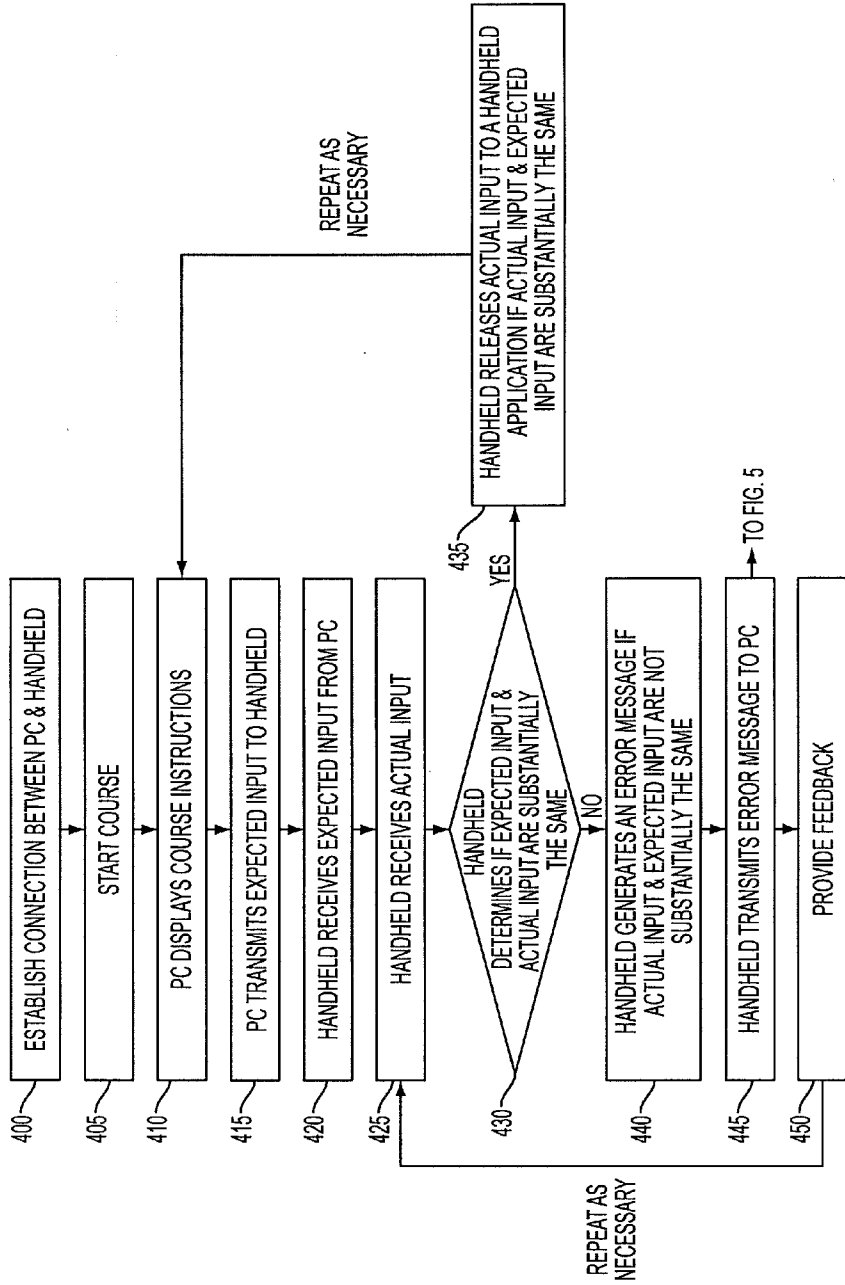 400
ESTABLISH CONNECTION BETWEEN PC & HANDHELD
405
START COURSE
410
PC DISPLAYS COURSE INSTRUCTIONS
REPEAT AS
NECESSARY
415
PC TRANSMITS EXPECTED INPUT TO HANDHELD
420
HANDHELD RECEIVES EXPECTED INPUT FROM PC
425
HANDHELD RECEIVES ACTUAL INPUT
430
HANDHELD
DETERMINES IF EXPECTED INPUT &
ACTUAL INPUT ARE SUBSTANTIALLY
THE SAME
YES
435
HANDHELD RELEASES ACTUAL INPUT TO A HANDHELD
APPLICATION IF ACTUAL INPUT & EXPECTED
INPUT ARE SUBSTANTIALLY THE SAME
NO
440
HANDHELD GENERATES AN ERROR MESSAGE IF
ACTUAL INPUT & EXPECTED INPUT ARE NOT
SUBSTANTIALLY THE SAME
445
HANDHELD TRANSMITS ERROR MESSAGE TO PC
TO FIG. 5
450
PROVIDE FEEDBACK
REPEAT AS
NECESSARY